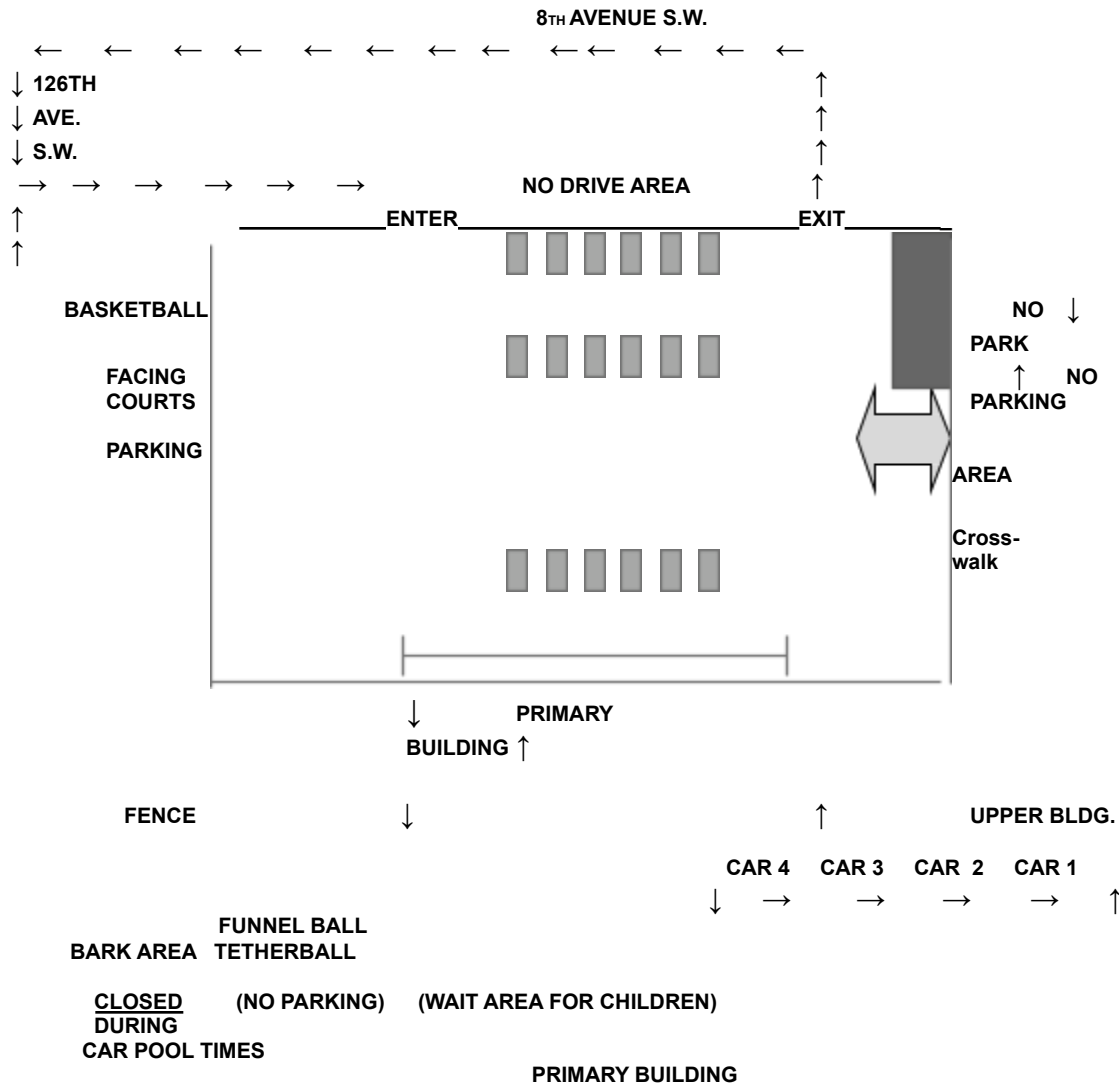 8TH AVENUE S.W.
← ← ← ← ← ← ← ← ← ← ← ←
↓ 126TH ↑
↓ AVE. ↑
↓ S.W. ↑
→ → → → → → NO DRIVE AREA ↑
↑ ENTER EXIT
↑
BASKETBALL NO ↓
PARK
FACING ↑ NO
COURTS PARKING
PARKING
AREA
Cross-
walk
↓ PRIMARY
BUILDING ↑
FENCE ↓ ↑ UPPER BLDG.
CAR 4 CAR 3 CAR 2 CAR 1
↓ → → → → ↑
FUNNEL BALL
BARK AREA TETHERBALL
CLOSED (NO PARKING) (WAIT AREA FOR CHILDREN)
DURING
CAR POOL TIMES
PRIMARY BUILDING